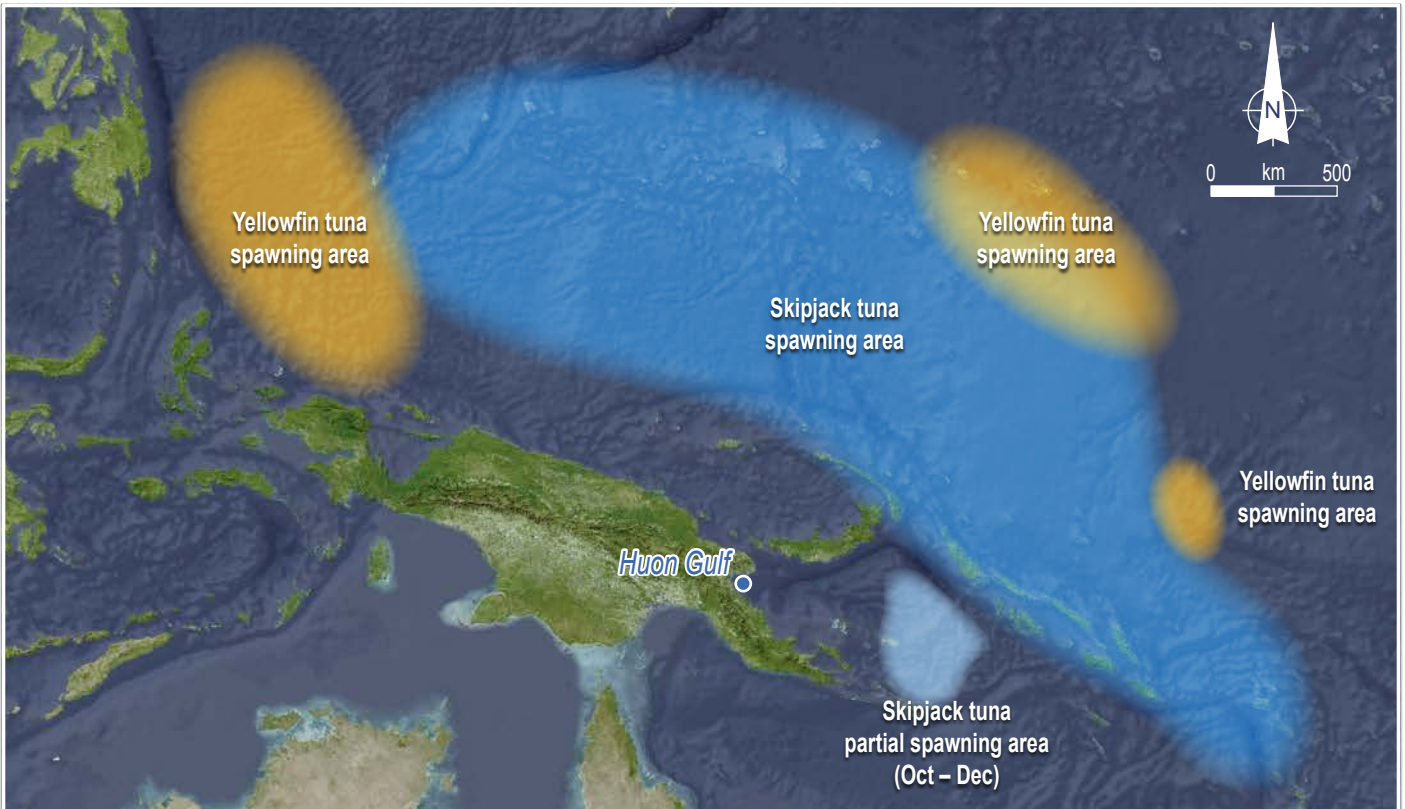 N
0 km 500
Yellowfin tuna
spawning area
Yellowfin tuna
spawning area
Skipjack tuna
spawning area
Yellowfin tuna
spawning area
Huon Gulf
Skipjack tuna
partial spawning area
(Oct – Dec)